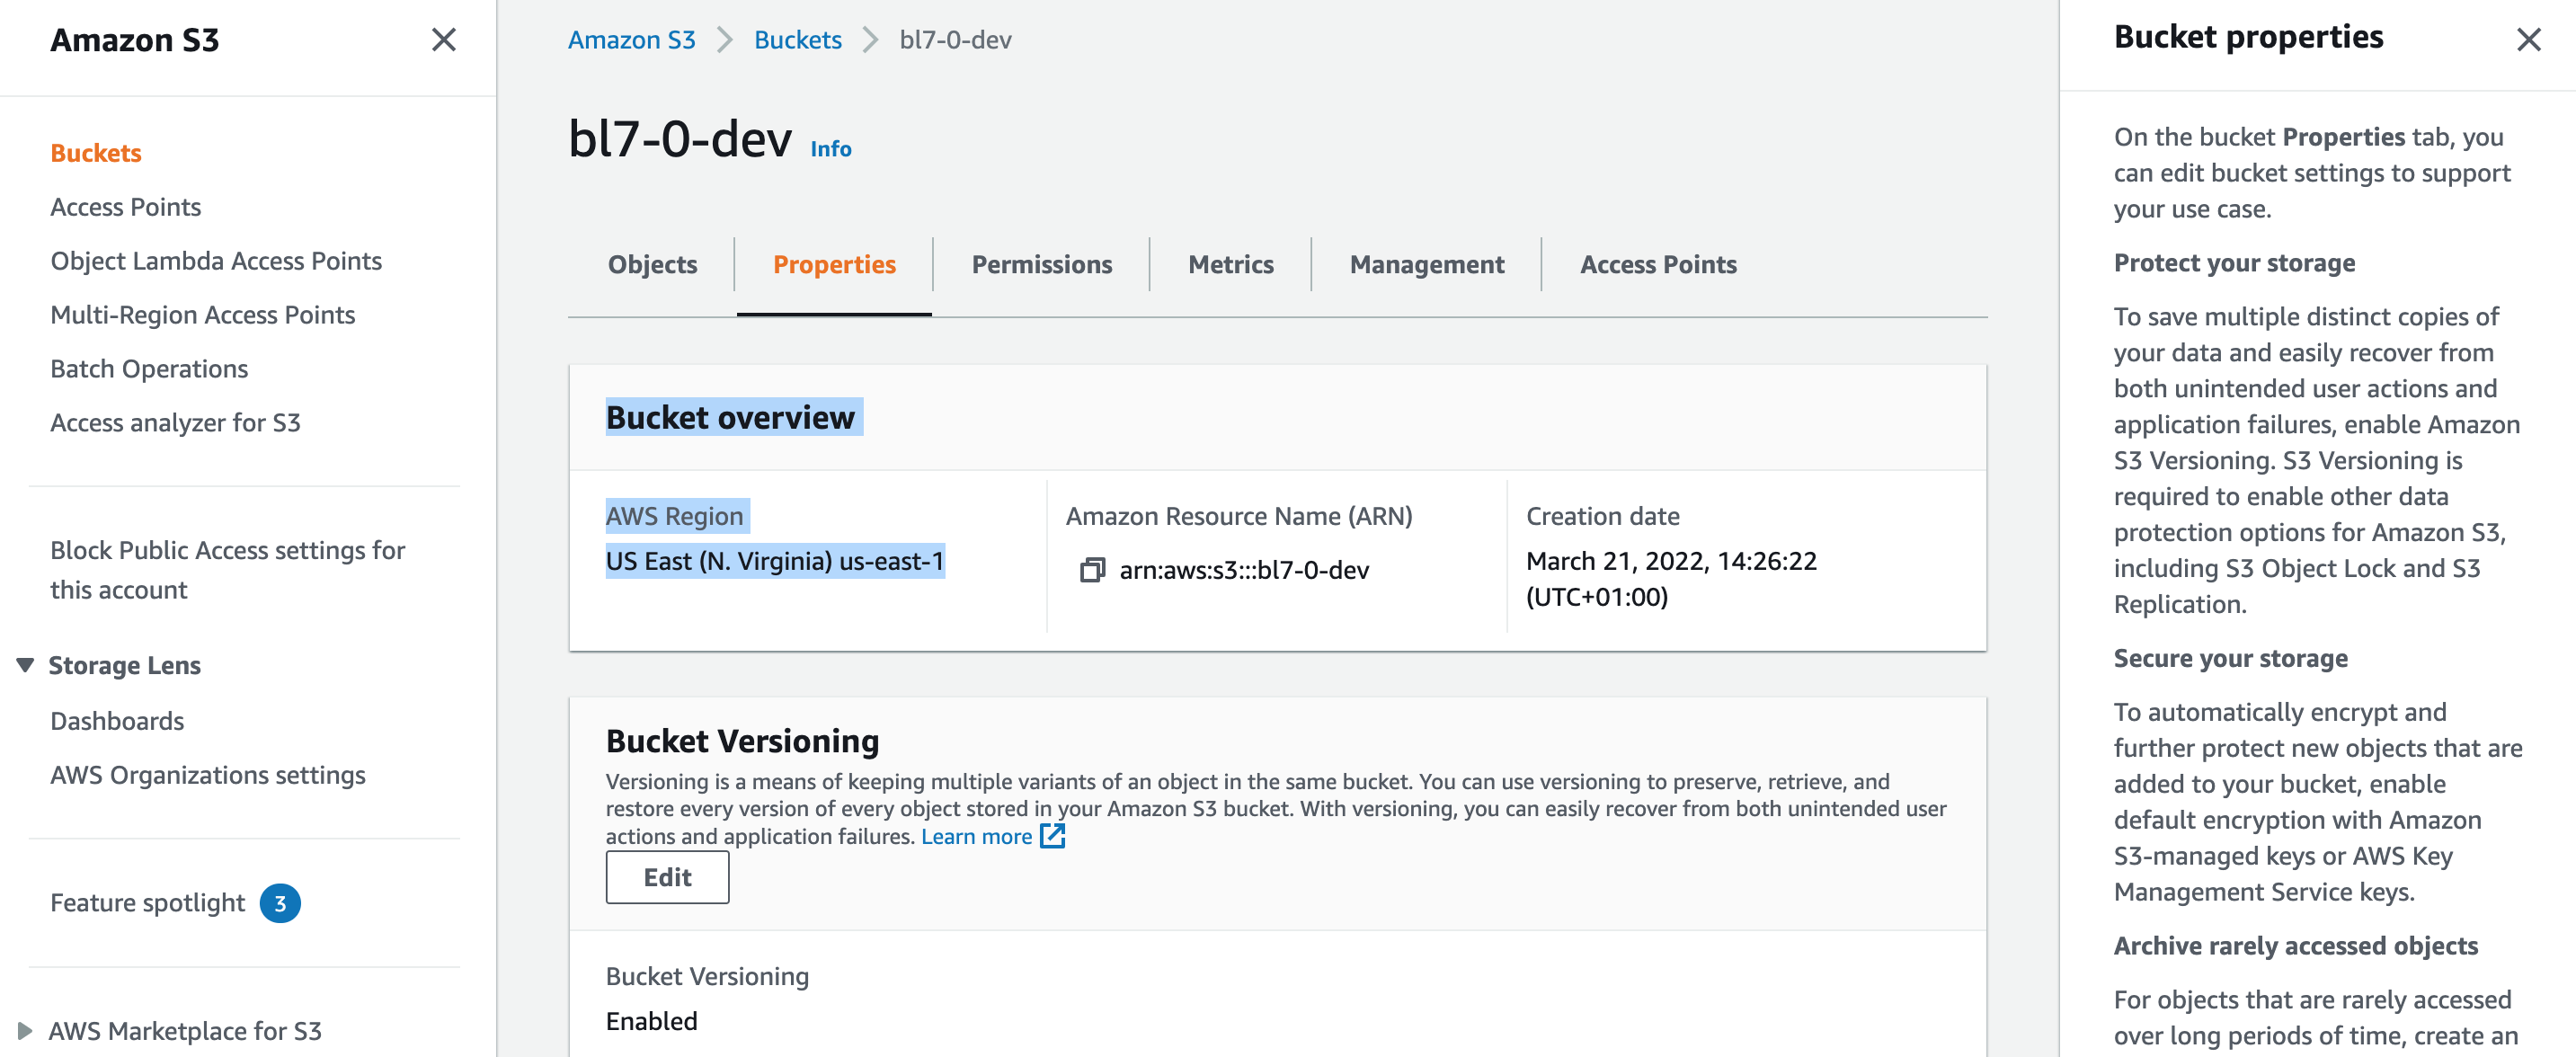 Amazon S3
Buckets
Access Points
Object Lambda Access Points
Multi-Region Access Points
Batch Operations
Access analyzer for S3
Block Public Access settings for
this account
Storage Lens
Dashboards
AWS Organizations settings
Feature spotlight 3
AWS Marketplace for S3
Amazon S3 > Buckets > bl7-0-dev
bl7-0-dev Info
Objects Properties Permissions Metrics Management Access Points
Bucket overview
AWS Region
US East (N. Virginia) us-east-1
Amazon Resource Name (ARN)
arn:aws:s3:::bl7-0-dev
Creation date
March 21, 2022, 14:26:22
(UTC+01:00)
Bucket Versioning
Versioning is a means of keeping multiple variants of an object in the same bucket. You can use versioning to preserve, retrieve, and
restore every version of every object stored in your Amazon S3 bucket. With versioning, you can easily recover from both unintended user
actions and application failures. Learn more
Edit
Bucket Versioning
Enabled
Bucket properties
On the bucket Properties tab, you
can edit bucket settings to support
your use case.
Protect your storage
To save multiple distinct copies of
your data and easily recover from
both unintended user actions and
application failures, enable Amazon
S3 Versioning. S3 Versioning is
required to enable other data
protection options for Amazon S3,
including S3 Object Lock and S3
Replication.
Secure your storage
To automatically encrypt and
further protect new objects that are
added to your bucket, enable
default encryption with Amazon
S3-managed keys or AWS Key
Management Service keys.
Archive rarely accessed objects
For objects that are rarely accessed
over long periods of time, create an